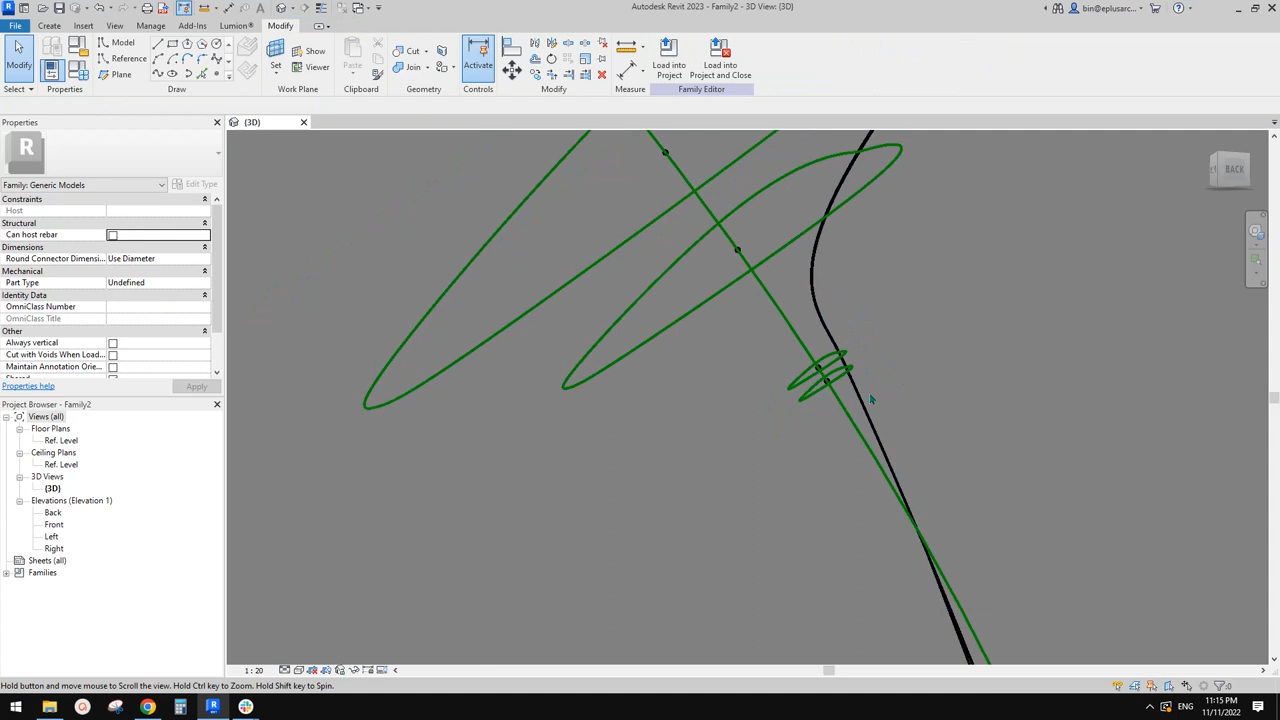 Autodesk Revit 2023 - Family2 - 3D View: {3D}
bin@eplusarc...
File Create Insert View Manage Add-Ins Lumion® Modify
Modify
Select
Properties
Model
Reference
Plane
Draw
Set
Show
Viewer
Work Plane
Paste
Clipboard
Cut
Join
Geometry
Activate
Controls
Modify
Measure
Load into
Project
Load into
Project and Close
Family Editor
Properties
{3D}
R
Family: Generic Models
Edit Type
Constraints
Host
Structural
Can host rebar
Dimensions
Round Connector Dimensi... Use Diameter
Mechanical
Part Type Undefined
Identity Data
OmniClass Number
OmniClass Title
Other
Always vertical
Cut with Voids When Load...
Maintain Annotation Orie...
Properties help
Apply
Project Browser - Family2
Views (all)
Floor Plans
Ref. Level
Ceiling Plans
Ref. Level
3D Views
{3D}
Elevations (Elevation 1)
Back
Front
Left
Right
Sheets (all)
Families
BACK
1 : 20
Hold button and move mouse to Scroll the view. Hold Ctrl key to Zoom. Hold Shift key to Spin.
:0
ENG
11:15 PM
11/11/2022